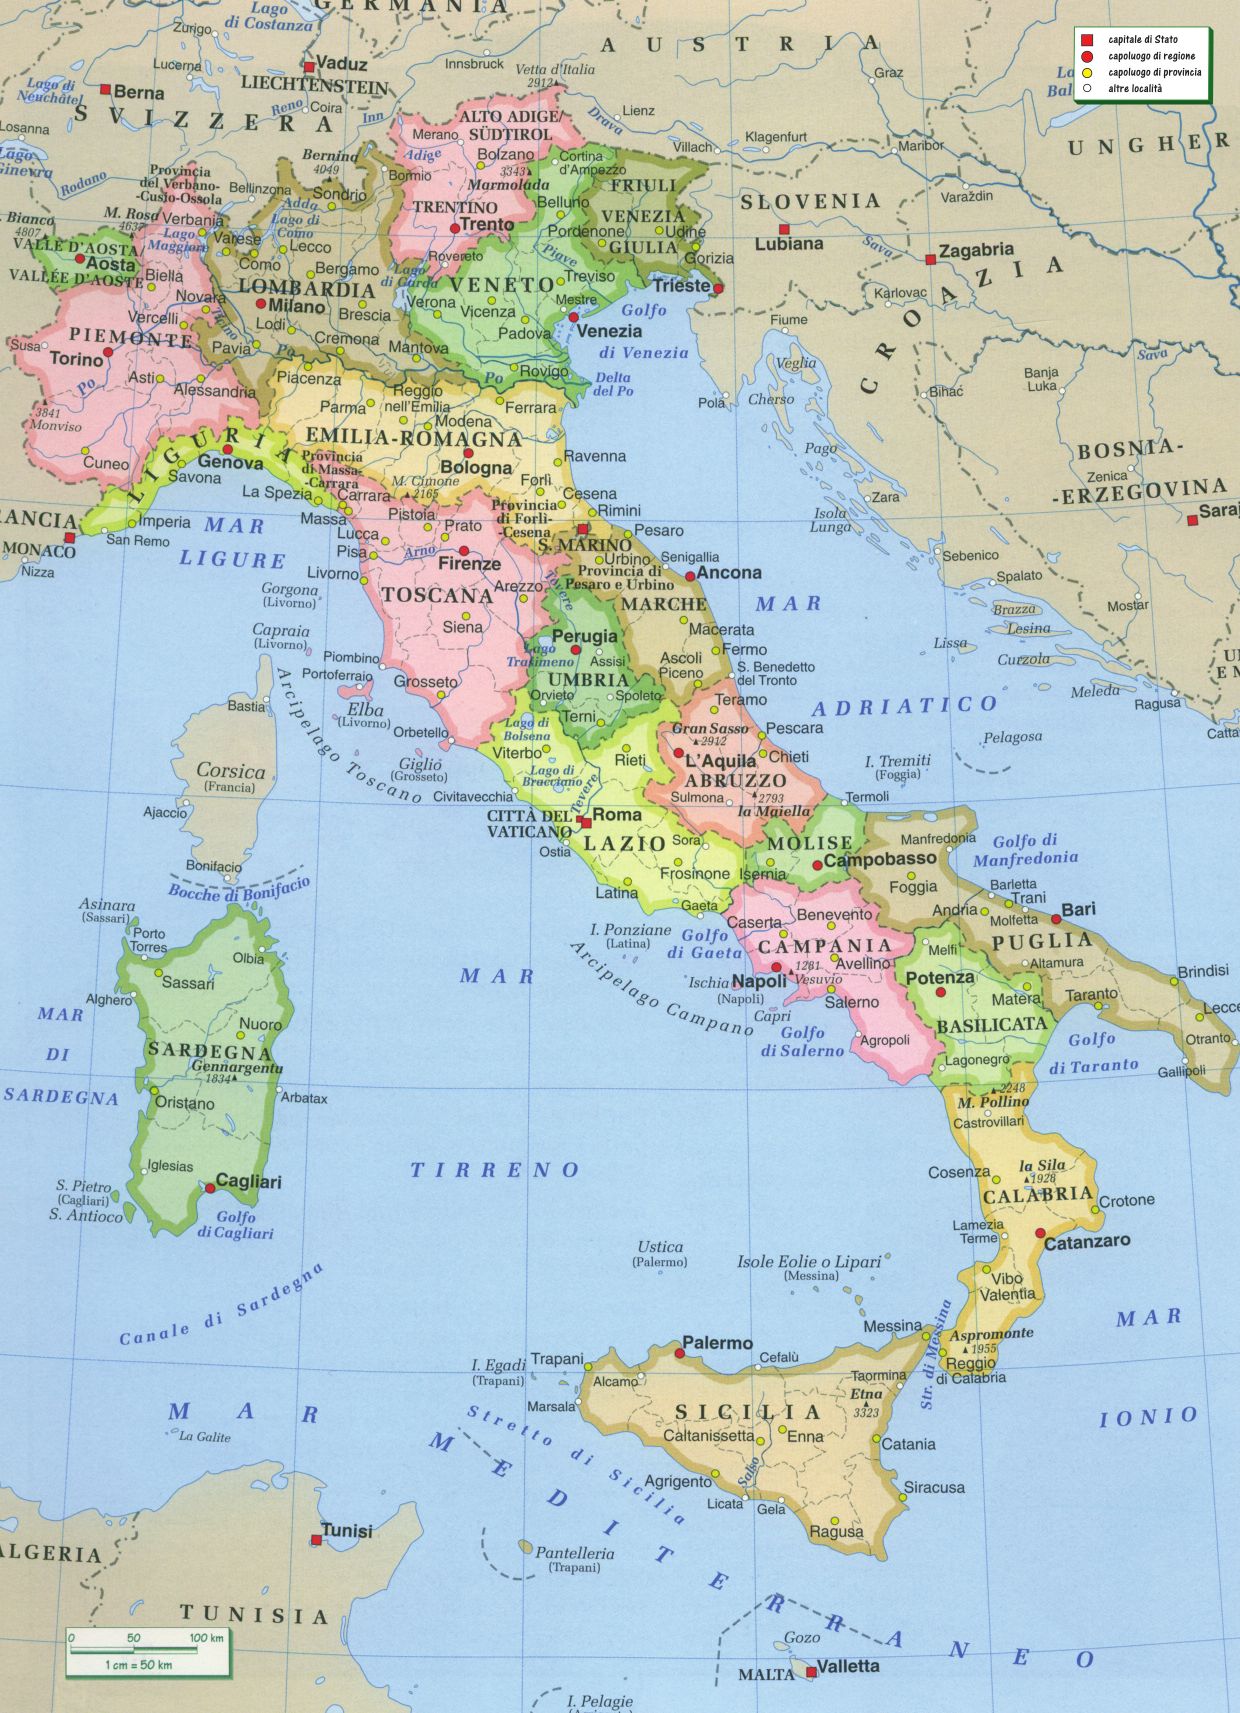 GERMANIA
Lago
di Costanza
Zurigo
AUSTRIA
capitale di Stato
capoluogo di regione
capoluogo di provincia
altre località
Lucerna
Vaduz
LIECHTENSTEIN
Innsbruck
Vetta d'Italia
2912
Graz
Lago di
Neuchâtel
Berna
SVIZZERA
Reno
Coira
Inn
ALTO ADIGE/
SÜDTIROL
Lienz
Drava
Klagenfurt
Villach
Maribor
UNGHER
Losanna
Lago
Ginevra
Rodano
Merano
Adige
Bolzano
3343
Marmolada
Cortina
d'Ampezzo
Bernina
4049
Bormio
Sondrio
Bellinzona
Provincia
del Verbano-
-Cusio-Ossola
Varaždin
FRIULI
VENEZIA
GIULIA
Belluno
Pordenone
Udine
Gorizia
SLOVENIA
Lubiana
Sava
Zagabria
CROAZIA
TRENTINO
Trento
Rovereto
Adda
Lago di
Como
Lecco
. Bianco
4807
M. Rosa
Verbania
Lago
Maggiore
Varese
Como
VALLE D'AOSTA/
VALLÉE D'AOSTE
Aosta
Biella
Bergamo
LOMBARDIA
Milano
Brescia
Lago
di Garda
VENETO
Piave
Treviso
Mestre
Trieste
Golfo
di Venezia
Karlovac
Fiume
Novara
Vercelli
Ticino
Lodi
Pavia
Po
Cremona
Mantova
Verona
Vicenza
Padova
Venezia
Rovigo
Po
Delta
del Po
PIEMONTE
Susa
Torino
Po
Asti
Alessandria
3841
Monviso
Cuneo
Veglia
Cherso
Pola
Bihać
Banja
Luka
Sava
Piacenza
Parma
Reggio
nell'Emilia
Modena
Ferrara
EMILIA-ROMAGNA
Bologna
Ravenna
M. Cimone
2165
Forlì
Cesena
Rimini
Pesaro
Pago
Zara
Isola
Lunga
BOSNIA-
-ERZEGOVINA
Zenica
Saraj
LIGURIA
Genova
Savona
La Spezia
Provincia
di Massa-
-Carrara
Carrara
Massa
Imperia
San Remo
RANCIA
MONACO
Nizza
MAR
LIGURE
Pistoia
Prato
Lucca
Pisa
Arno
Firenze
Livorno
TOSCANA
Arezzo
Siena
Provincia
di Forlì-
-Cesena
S. MARINO
Urbino
Provincia di
Pesaro e Urbino
Senigallia
Ancona
MARCHE
Macerata
Fermo
Ascoli
Piceno
S. Benedetto
del Tronto
MAR
ADRIATICO
Sebenico
Spalato
Mostar
Brazza
Lesina
Lissa
Curzola
Meleda
Ragusa
Catta
Gorgona
(Livorno)
Capraia
(Livorno)
Piombino
Portoferraio
Elba
(Livorno)
Grosseto
Orbetello
Giglio
(Grosseto)
Arcipelago Toscano
Tevere
Perugia
Lago
Trasimeno
Assisi
UMBRIA
Orvieto
Spoleto
Terni
Teramo
Gran Sasso
2912
Pescara
Chieti
L'Aquila
ABRUZZO
Sulmona
2793
la Maiella
I. Tremiti
(Foggia)
Pelagosa
Termoli
Bastia
Corsica
(Francia)
Ajaccio
Bonifacio
Bocche di Bonifacio
Lago di
Bolsena
Viterbo
Rieti
Lago di
Bracciano
Tevere
Civitavecchia
CITTÀ DEL
VATICANO
Roma
Ostia
LAZIO
Sora
Frosinone
Latina
Gaeta
MOLISE
Isernia
Campobasso
Manfredonia
Golfo di
Manfredonia
Foggia
Barletta
Trani
Andria
Molfetta
Bari
PUGLIA
Altamura
Brindisi
Lecce
Taranto
Otranto
Gallipoli
Golfo
di Taranto
I. Ponziane
(Latina)
Golfo
di Gaeta
Arcipelago Campano
Caserta
Benevento
CAMPANIA
1281
Vesuvio
Avellino
Ischia
(Napoli)
Napoli
Capri
Salerno
Golfo
di Salerno
Agropoli
Melfi
Potenza
Matera
BASILICATA
Lagonegro
Asinara
(Sassari)
Porto
Torres
Olbia
Sassari
Alghero
Nuoro
SARDEGNA
Gennargentu
1834
Oristano
Arbatax
Iglesias
Cagliari
S. Pietro
(Cagliari)
S. Antioco
Golfo
di Cagliari
MAR
DI
SARDEGNA
Canale di Sardegna
MAR
TIRRENO
2248
M. Pollino
Castrovillari
Cosenza
la Sila
1928
CALABRIA
Crotone
Lamezia
Terme
Catanzaro
Vibo
Valentia
Aspromonte
1955
Reggio
di Calabria
Str. di Messina
MAR
IONIO
Ustica
(Palermo)
Isole Eolie o Lipari
(Messina)
Messina
Palermo
Cefalù
I. Egadi
(Trapani)
Trapani
Alcamo
Marsala
Taormina
Etna
3323
SICILIA
Caltanissetta
Enna
Catania
Agrigento
Salso
Siracusa
Licata
Gela
Ragusa
Stretto di Sicilia
MAR
MEDITERRANEO
La Galite
Tunisi
ALGERIA
TUNISIA
Pantelleria
(Trapani)
0 50 100 km
1 cm = 50 km
Gozo
MALTA
Valletta
I. Pelagie